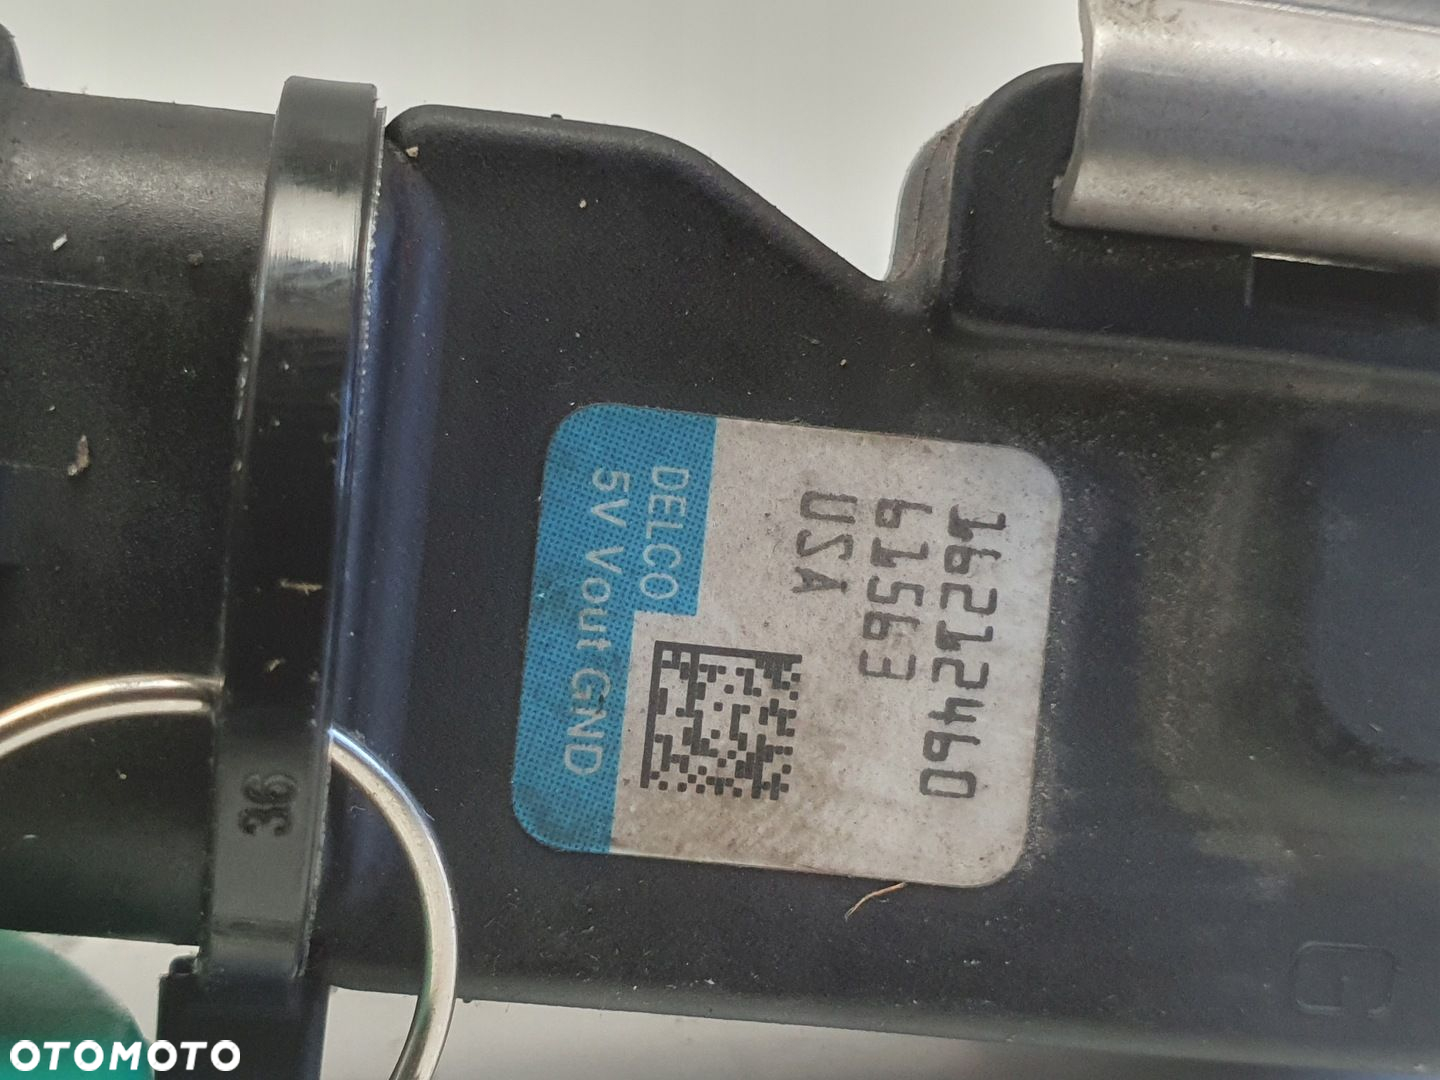 16212460
61563
USA
DELCO
5V Vout GND
36
OTOMOTO